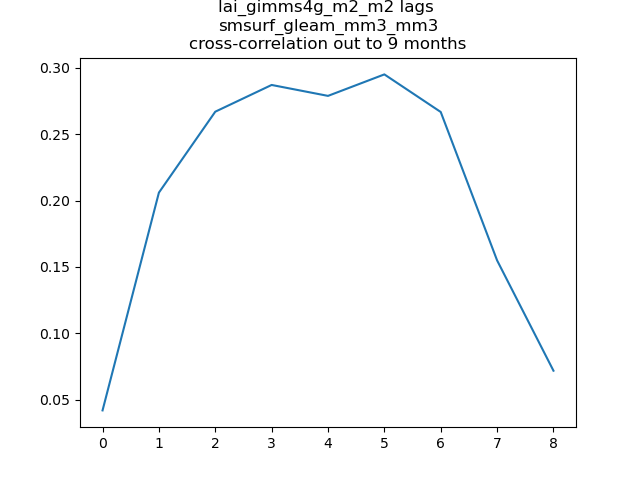 lai_gimms4g_m2_m2 lags
smsurf_gleam_mm3_mm3
cross-correlation out to 9 months
0.30
0.25
0.20
0.15
0.10
0.05
0 1 2 3 4 5 6 7 8